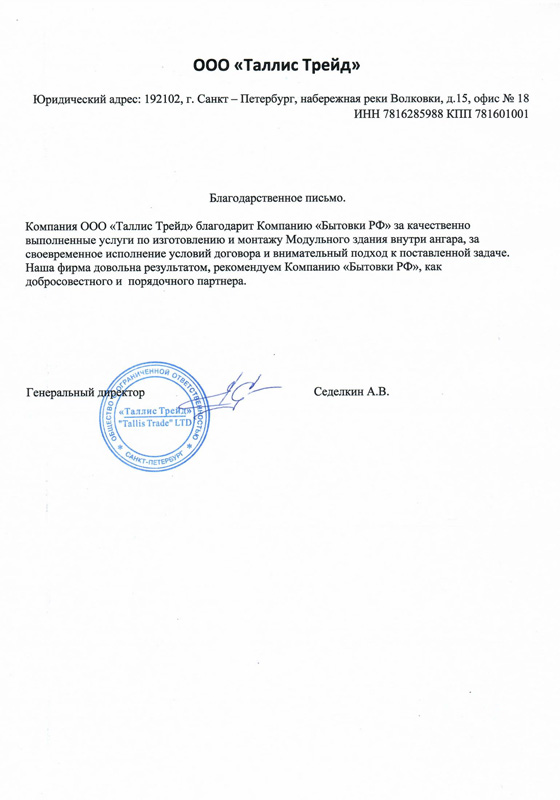 ООО «Таллис Трейд»
Юридический адрес: 192102, г. Санкт – Петербург, набережная реки Волковки, д.15, офис № 18
ИНН 7816285988 КПП 781601001
Благодарственное письмо.
Компания ООО «Таллис Трейд» благодарит Компанию «Бытовки РФ» за качественно
выполненные услуги по изготовлению и монтажу Модульного здания внутри ангара, за
своевременное исполнение условий договора и внимательный подход к поставленной задаче.
Наша фирма довольна результатом, рекомендуем Компанию «Бытовки РФ», как
добросовестного и порядочного партнера.
Генеральный директор Седелкин А.В.
ОБЩЕСТВО С ОГРАНИЧЕННОЙ ОТВЕТСТВЕННОСТЬЮ
«Таллис Трейд»
"Tallis Trade" LTD
* САНКТ-ПЕТЕРБУРГ *